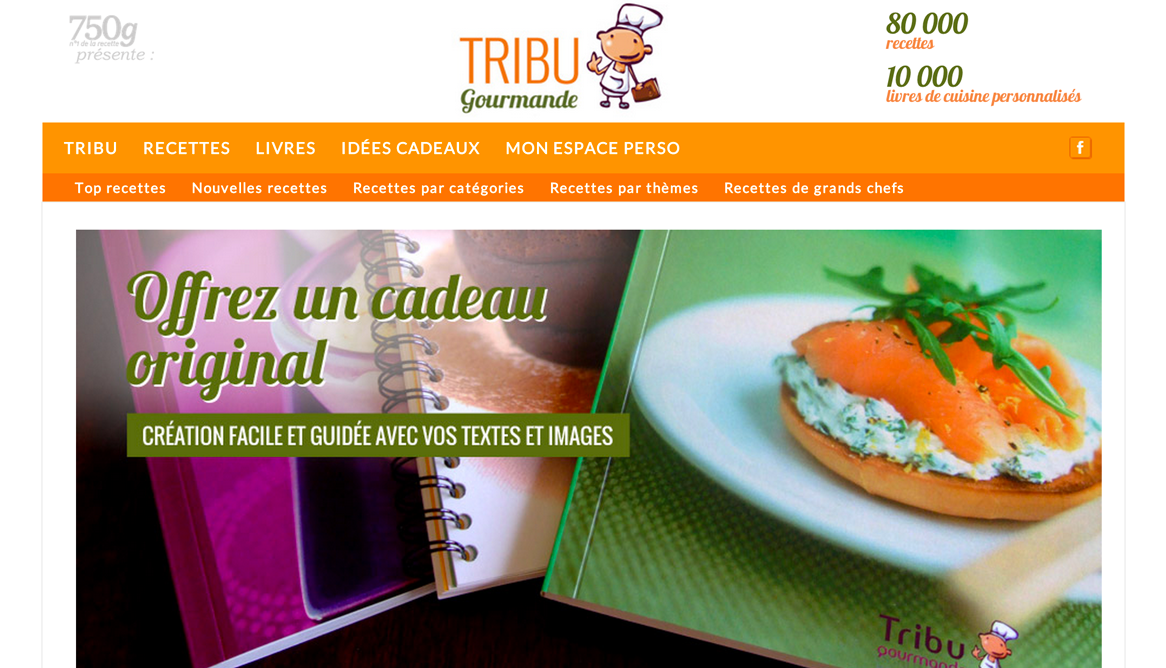 750g
n°1 de la recette
présente :
TRIBU
Gourmande
80 000
recettes
10 000
livres de cuisine personnalisés
TRIBU RECETTES LIVRES IDÉES CADEAUX MON ESPACE PERSO
f
Top recettes Nouvelles recettes Recettes par catégories Recettes par thèmes Recettes de grands chefs
Offrez un cadeau
original
CRÉATION FACILE ET GUIDÉE AVEC VOS TEXTES ET IMAGES
Tribu
gourmande